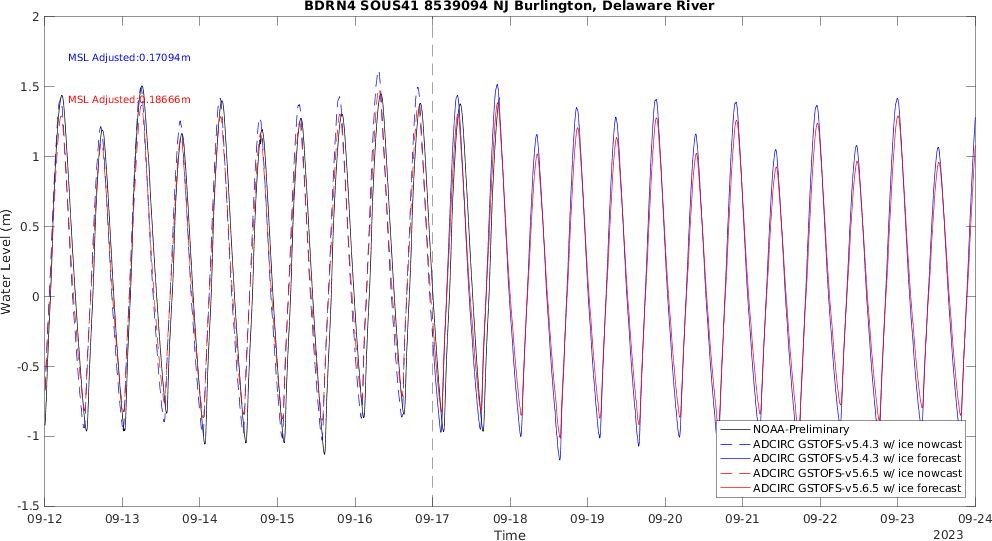 BDRN4 SOUS41 8539094 NJ Burlington, Delaware River
2
MSL Adjusted:0.17094m
1.5
MSL Adjusted:0.18666m
1
0.5
Water Level (m)
0
-0.5
-1
NOAA-Preliminary
ADCIRC GSTOFS-v5.4.3 w/ ice nowcast
ADCIRC GSTOFS-v5.4.3 w/ ice forecast
ADCIRC GSTOFS-v5.6.5 w/ ice nowcast
ADCIRC GSTOFS-v5.6.5 w/ ice forecast
-1.5
09-12 09-13 09-14 09-15 09-16 09-17 09-18 09-19 09-20 09-21 09-22 09-23 09-24
Time
2023